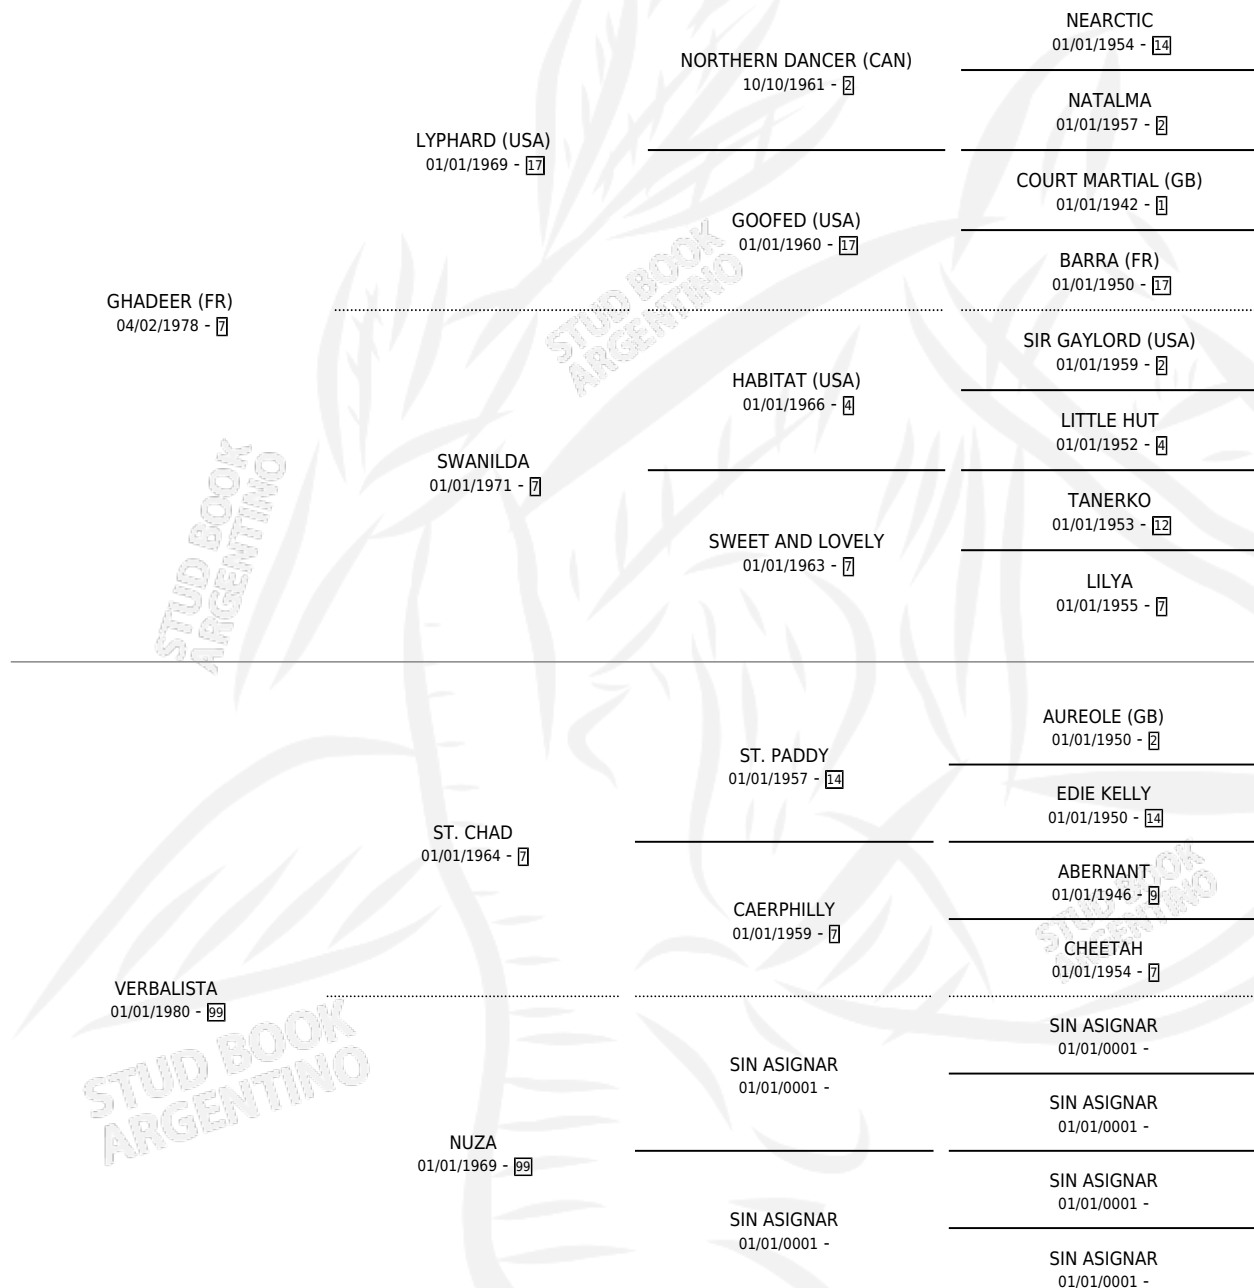 NEARCTIC
01/01/1954 - 14
NORTHERN DANCER (CAN)
10/10/1961 - 2
NATALMA
01/01/1957 - 2
LYPHARD (USA)
01/01/1969 - 17
COURT MARTIAL (GB)
01/01/1942 - 1
GOOFED (USA)
01/01/1960 - 17
BARRA (FR)
01/01/1950 - 17
GHADEER (FR)
04/02/1978 - 7
SIR GAYLORD (USA)
01/01/1959 - 2
HABITAT (USA)
01/01/1966 - 4
LITTLE HUT
01/01/1952 - 4
SWANILDA
01/01/1971 - 7
TANERKO
01/01/1953 - 12
SWEET AND LOVELY
01/01/1963 - 7
LILYA
01/01/1955 - 7
STUD BOOK
ARGENTINO
STUD BOOK
ARGENTINO
AUREOLE (GB)
01/01/1950 - 2
ST. PADDY
01/01/1957 - 14
EDIE KELLY
01/01/1950 - 14
ST. CHAD
01/01/1964 - 7
ABERNANT
01/01/1946 - 9
CAERPHILLY
01/01/1959 - 7
CHEETAH
01/01/1954 - 7
STUD BOOK
ARGENTINO
VERBALISTA
01/01/1980 - 99
SIN ASIGNAR
01/01/0001 -
SIN ASIGNAR
01/01/0001 -
SIN ASIGNAR
01/01/0001 -
STUD BOOK
ARGENTINO
NUZA
01/01/1969 - 99
SIN ASIGNAR
01/01/0001 -
SIN ASIGNAR
01/01/0001 -
SIN ASIGNAR
01/01/0001 -